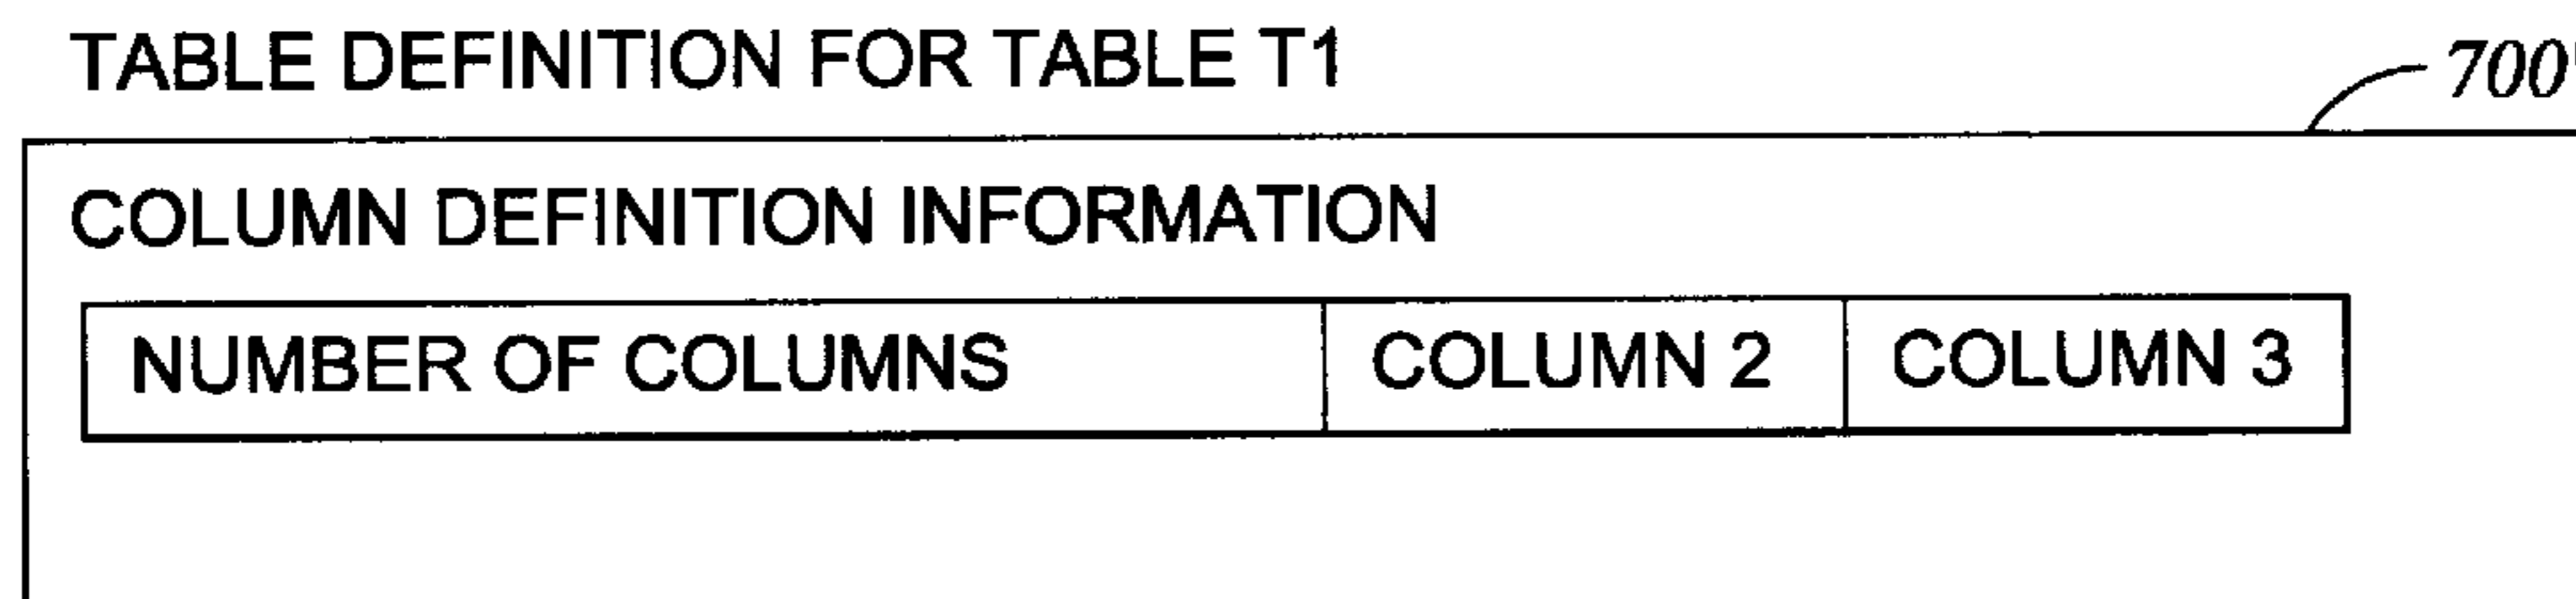 TABLE DEFINITION FOR TABLE T1
700'
COLUMN DEFINITION INFORMATION
NUMBER OF COLUMNS COLUMN 2 COLUMN 3